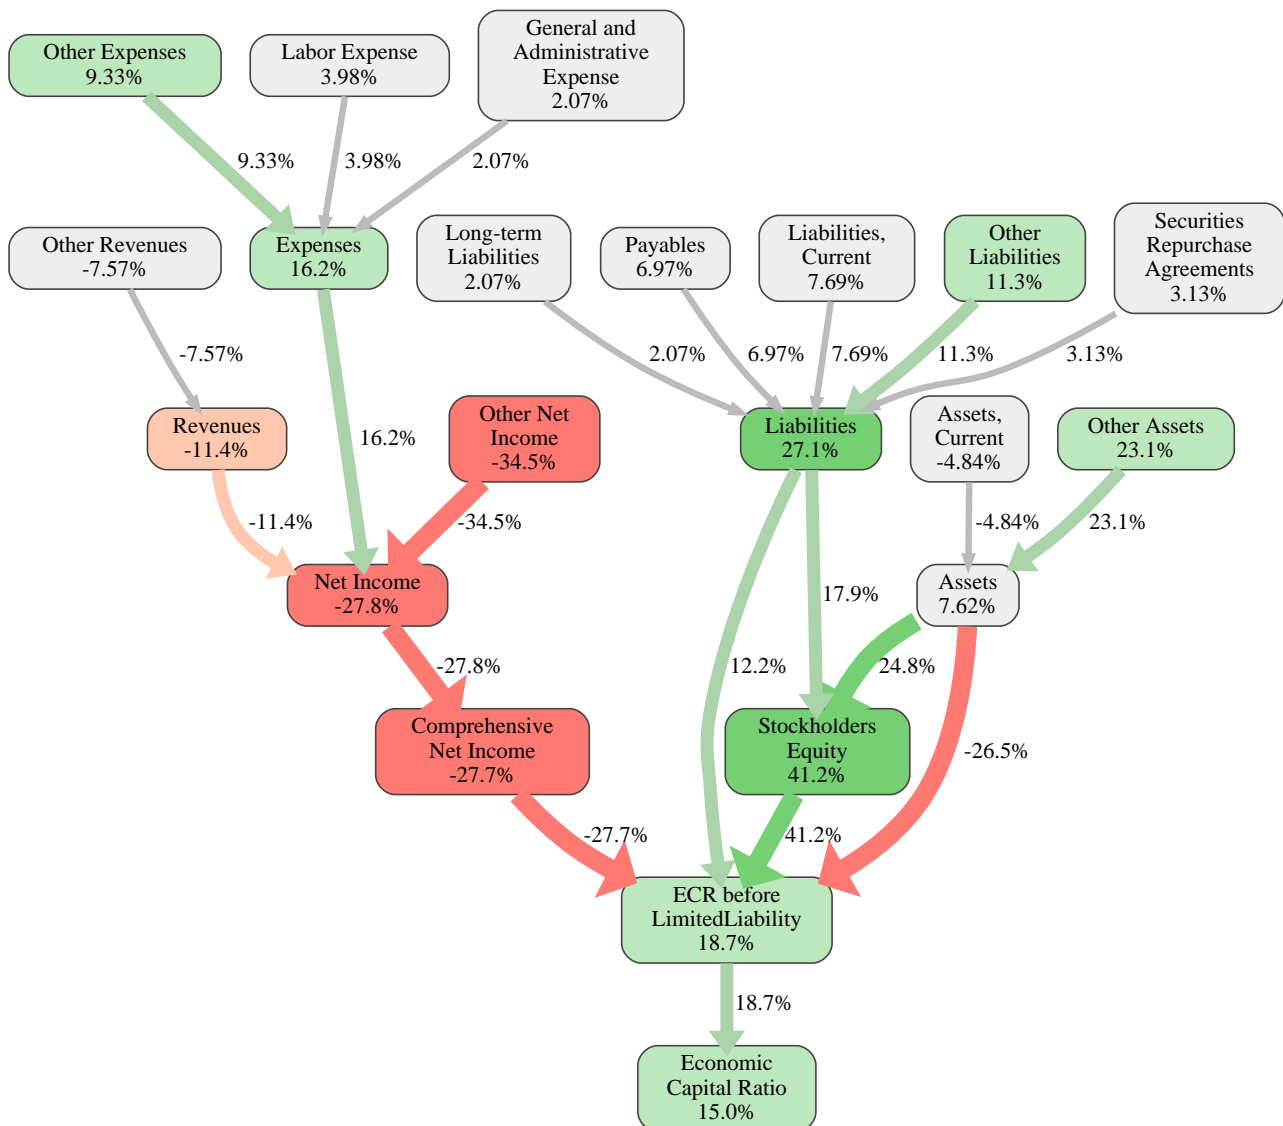 General and
Administrative
Expense
2.07%
Other Expenses
9.33%
Labor Expense
3.98%
9.33%
3.98%
2.07%
Other Revenues
-7.57%
Expenses
16.2%
Long-term
Liabilities
2.07%
Payables
6.97%
Liabilities,
Current
7.69%
Other
Liabilities
11.3%
Securities
Repurchase
Agreements
3.13%
-7.57%
2.07%
6.97%
7.69%
11.3%
3.13%
Revenues
-11.4%
16.2%
Other Net
Income
-34.5%
Liabilities
27.1%
Assets,
Current
-4.84%
Other Assets
23.1%
-11.4%
-34.5%
-4.84%
23.1%
Net Income
-27.8%
17.9%
Assets
7.62%
-27.8%
12.2%
24.8%
Comprehensive
Net Income
-27.7%
Stockholders
Equity
41.2%
-26.5%
-27.7%
41.2%
ECR before
LimitedLiability
18.7%
18.7%
Economic
Capital Ratio
15.0%